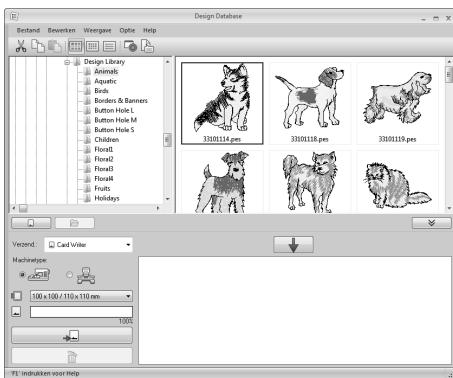 Design Database
Bestand Bewerken Weergave Optie Help
Design Library
Animals
Aquatic
Birds
Borders & Banners
Button Hole L
Button Hole M
Button Hole S
Children
Floral1
Floral2
Floral3
Floral4
Fruits
Holidays
33101114.pes 33101118.pes 33101119.pes
Verzend.: Card Writer
Machinetype:
100 x 100 / 110 x 110 mm
100%
'F1' indrukken voor Help